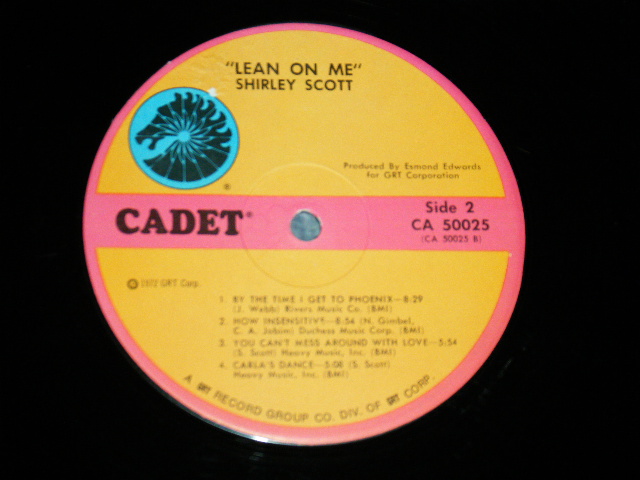 "LEAN ON ME"
SHIRLEY SCOTT
Produced By Esmond Edwards
for GRT Corporation
®
CADET®
Side 2
CA 50025
(CA 50025 B)
© 1972 GRT Corp.
1. BY THE TIME I GET TO PHOENIX—8:29
(J. Webb) Rivers Music Co. (BMI)
2. HOW INSENSITIVE—8:54 (N. Gimbel,
C. A. Jobim) Duchess Music Corp. (BMI)
3. YOU CAN'T MESS AROUND WITH LOVE—5:54
(S. Scott) Heavy Music, Inc. (BMI)
4. CARLA'S DANCE—5:08 (S. Scott)
Heavy Music, Inc. (BMI)
A GRT RECORD GROUP CO. DIV. OF GRT CORP.